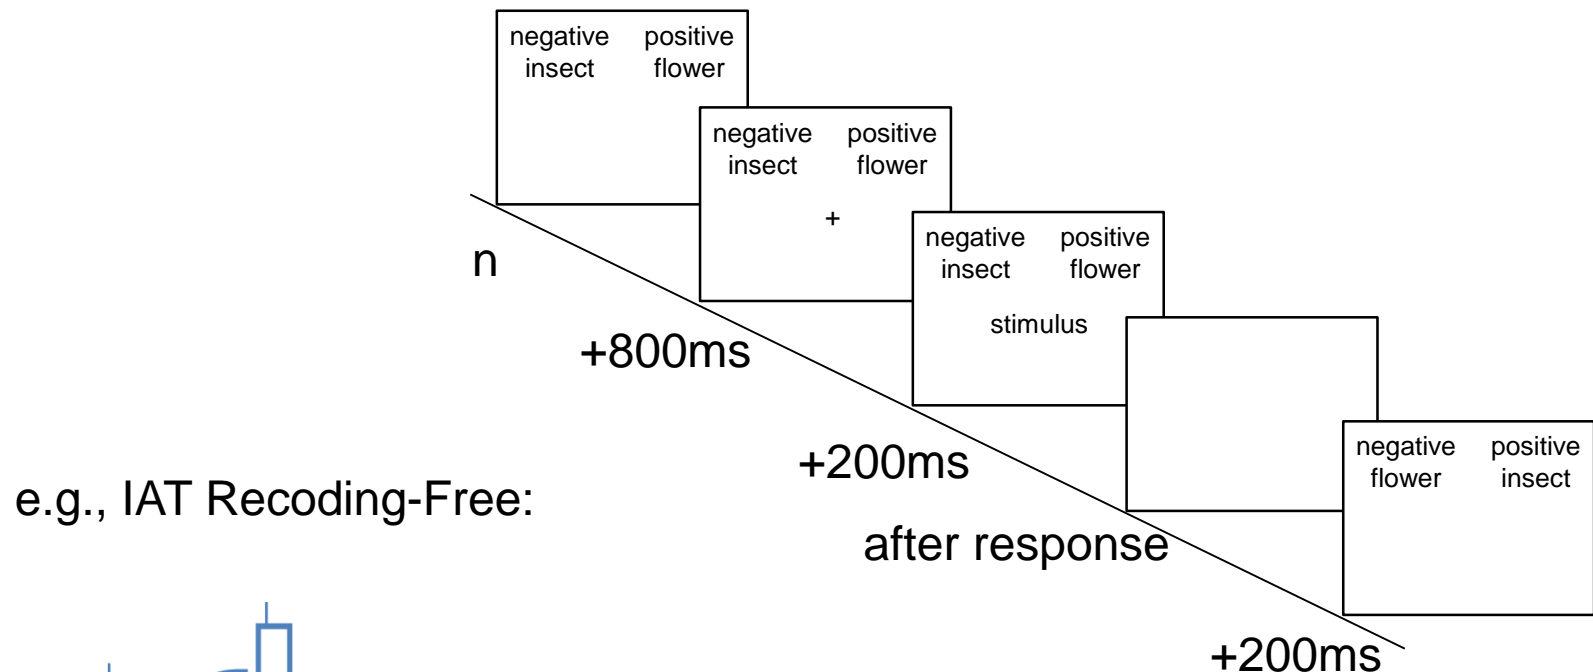 negative positive
insect flower
negative positive
insect flower
+
n
negative positive
insect flower
stimulus
+800ms
negative positive
flower insect
+200ms
e.g., IAT Recoding-Free:
after response
+200ms